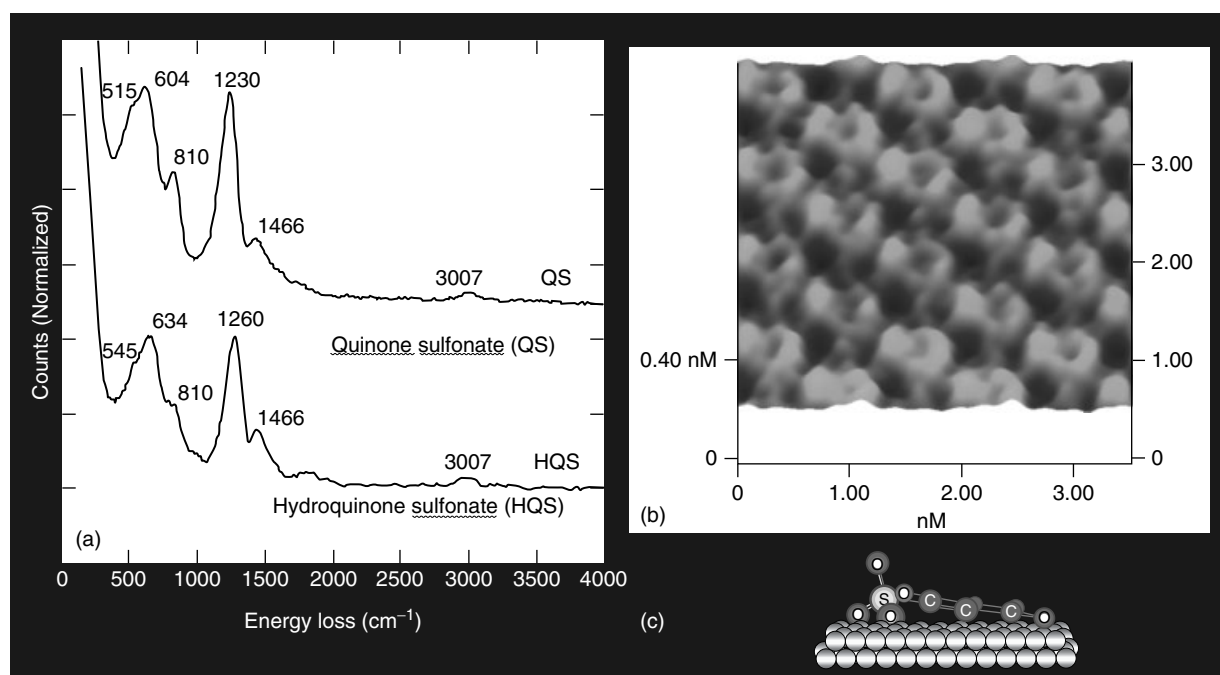 Counts (Normalized)
515
604
810
1230
1466
3007
QS
Quinone sulfonate (QS)
545
634
810
1260
1466
3007
HQS
Hydroquinone sulfonate (HQS)
(a)
0 500 1000 1500 2000 2500 3000 3500 4000
Energy loss (cm⁻¹)
3.00
2.00
0.40 nM
1.00
0
0
0 1.00 2.00 3.00
nM
(b)
(c)
O
S O C C C O
O O